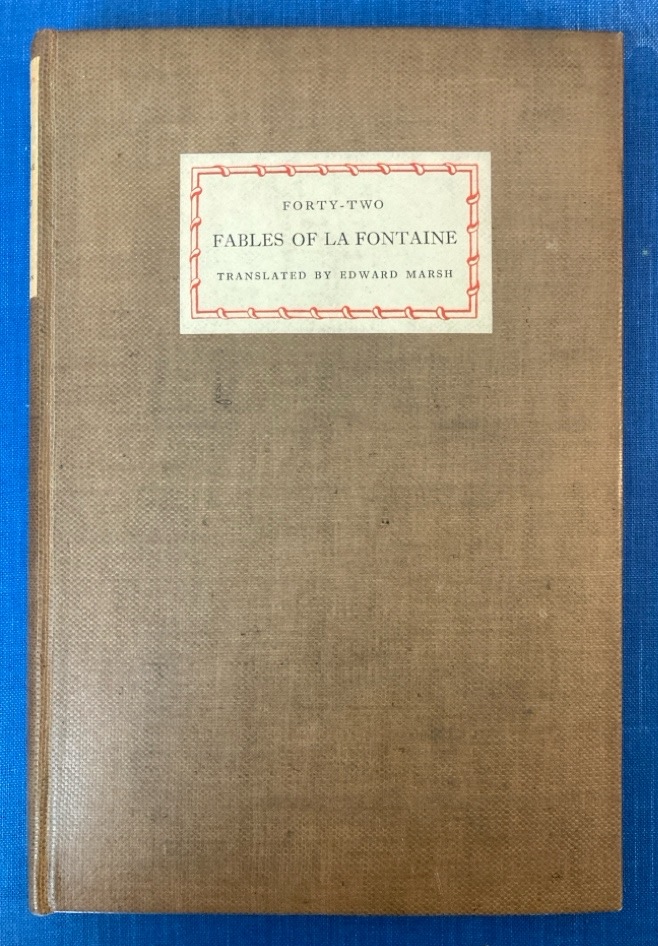 FORTY-TWO
FABLES OF LA FONTAINE
TRANSLATED BY EDWARD MARSH